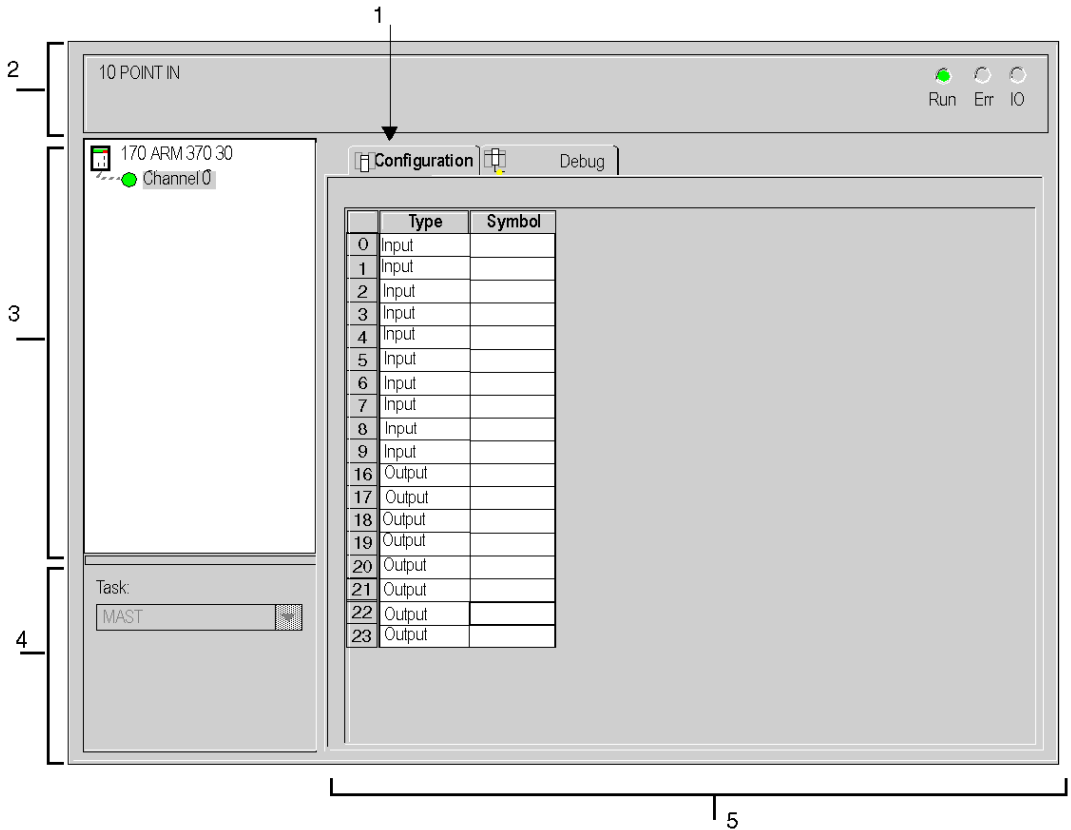 1
2
10 POINT IN
Run Err IO
3
170 ARM 370 30
Channel 0
Configuration Debug
Type Symbol
0 Input
1 Input
2 Input
3 Input
4 Input
5 Input
6 Input
7 Input
8 Input
9 Input
16 Output
17 Output
18 Output
19 Output
20 Output
21 Output
22 Output
23 Output
4
Task:
MAST
5